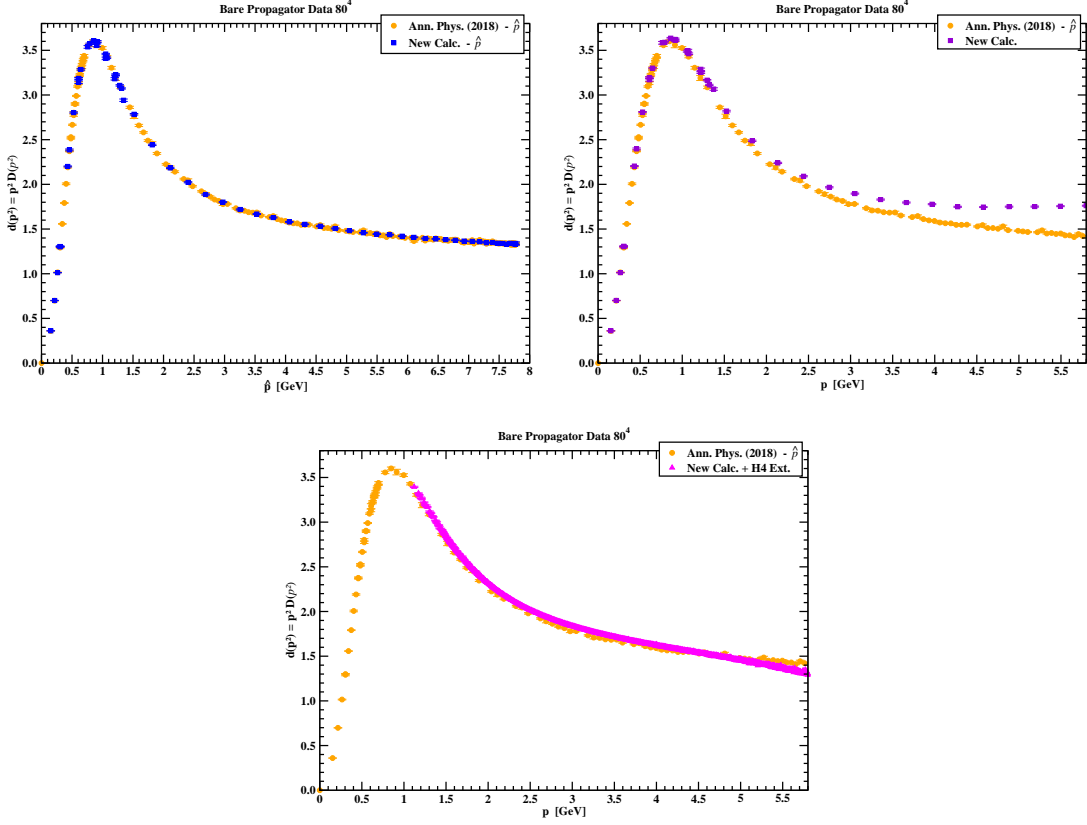 Bare Propagator Data 80⁴
Ann. Phys. (2018) - p̂
New Calc. - p̂
d(p²) = p² D(p²)
3.5
3.0
2.5
2.0
1.5
1.0
0.5
0.0
0 0.5 1 1.5 2 2.5 3 3.5 4 4.5 5 5.5 6 6.5 7 7.5 8
p̂ [GeV]
Bare Propagator Data 80⁴
Ann. Phys. (2018) - p̂
New Calc.
d(p²) = p² D(p²)
3.5
3.0
2.5
2.0
1.5
1.0
0.5
0.0
0 0.5 1 1.5 2 2.5 3 3.5 4 4.5 5 5.5
p [GeV]
Bare Propagator Data 80⁴
Ann. Phys. (2018) - p̂
New Calc. + H4 Ext.
d(p²) = p² D(p²)
3.5
3.0
2.5
2.0
1.5
1.0
0.5
0.0
0 0.5 1 1.5 2 2.5 3 3.5 4 4.5 5 5.5
p [GeV]